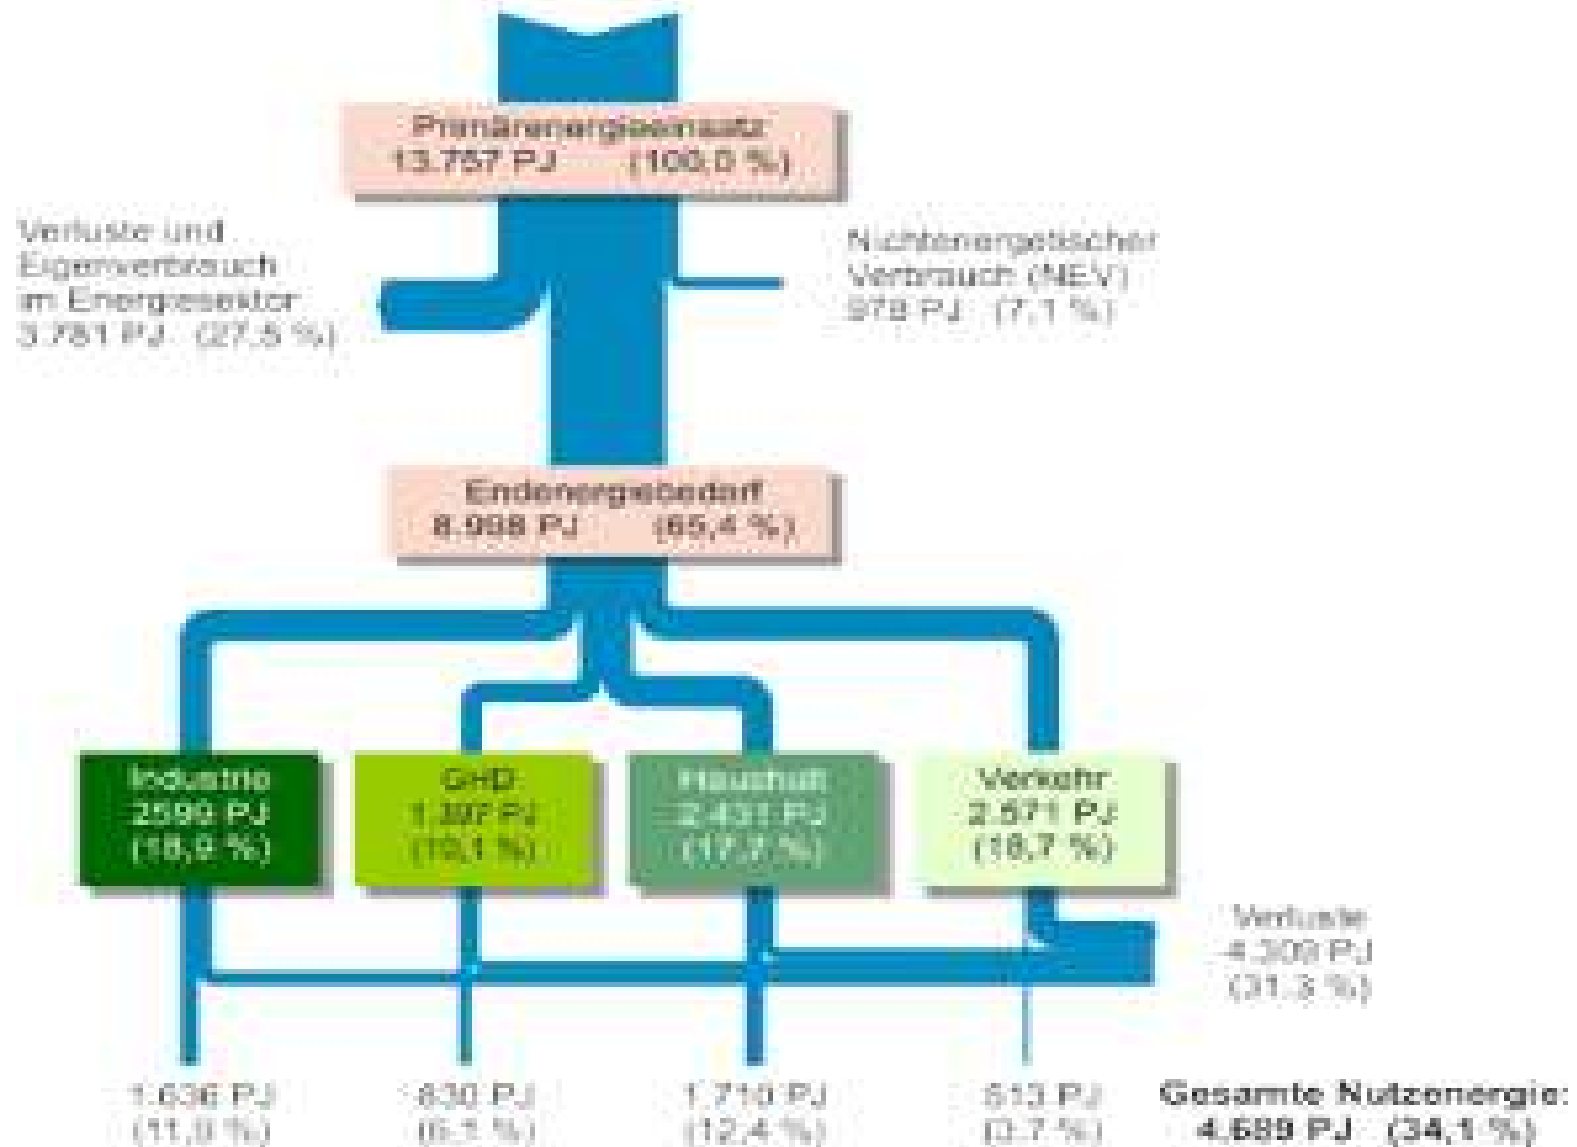 Primärenergieeinsatz
13.757 PJ (100,0 %)
Verluste und
Eigenverbrauch
im Energiesektor
3.781 PJ (27,5 %)
Nichtenergetischer
Verbrauch (NEV)
978 PJ (7,1 %)
Endenergiebedarf
8.998 PJ (65,4 %)
Industrie
2599 PJ
(18,9 %)
GHD
1.397 PJ
(10,1 %)
Haushalt
2.431 PJ
(17,7 %)
Verkehr
2.571 PJ
(18,7 %)
Verluste
4.309 PJ
(31,3 %)
1.636 PJ
(11,9 %)
830 PJ
(6,1 %)
1.710 PJ
(12,4 %)
513 PJ
(3,7 %)
Gesamte Nutzenergie:
4.689 PJ (34,1 %)